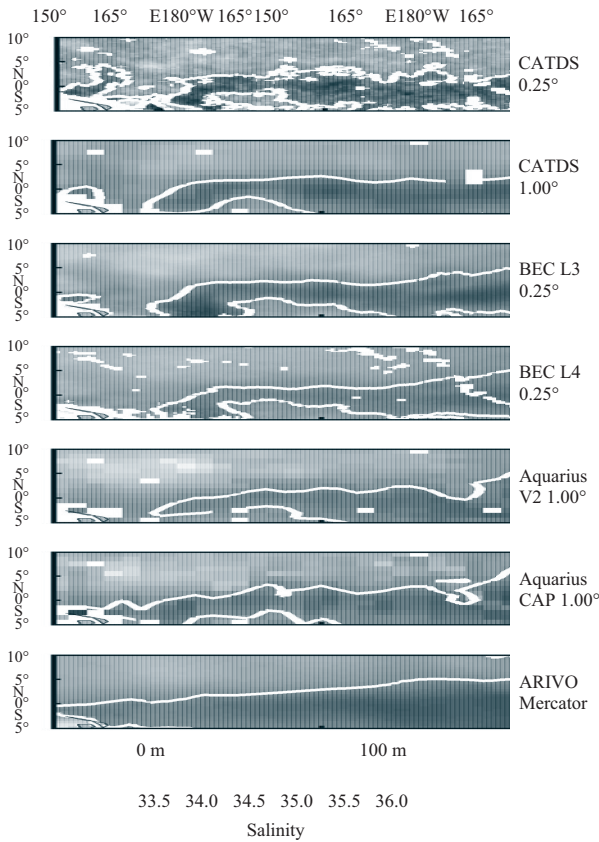 150° 165° E180°W 165°150° 165° E180°W 165°
10°
5°
N
0°
S
5°
CATDS
0.25°
10°
5°
N
0°
S
5°
CATDS
1.00°
10°
5°
N
0°
S
5°
BEC L3
0.25°
10°
5°
N
0°
S
5°
BEC L4
0.25°
10°
5°
N
0°
S
5°
Aquarius
V2 1.00°
10°
5°
N
0°
S
5°
Aquarius
CAP 1.00°
10°
5°
N
0°
S
5°
ARIVO
Mercator
0 m 100 m
33.5 34.0 34.5 35.0 35.5 36.0
Salinity